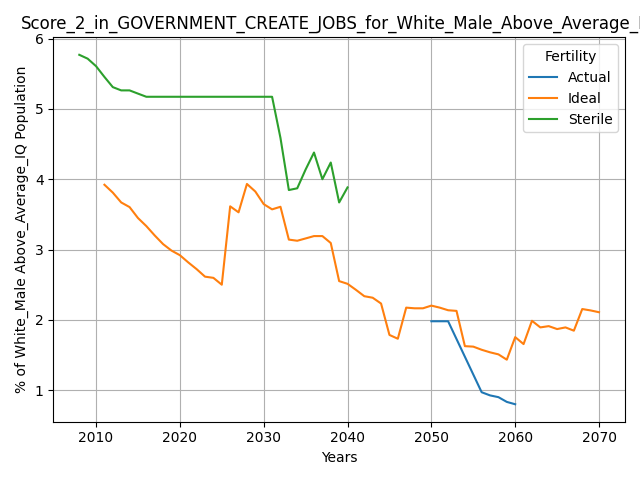 Score_2_in_GOVERNMENT_CREATE_JOBS_for_White_Male_Above_Average_
6
5
4
3
2
1
% of White_Male Above_Average_IQ Population
Fertility
Actual
Ideal
Sterile
2010 2020 2030 2040 2050 2060 2070
Years